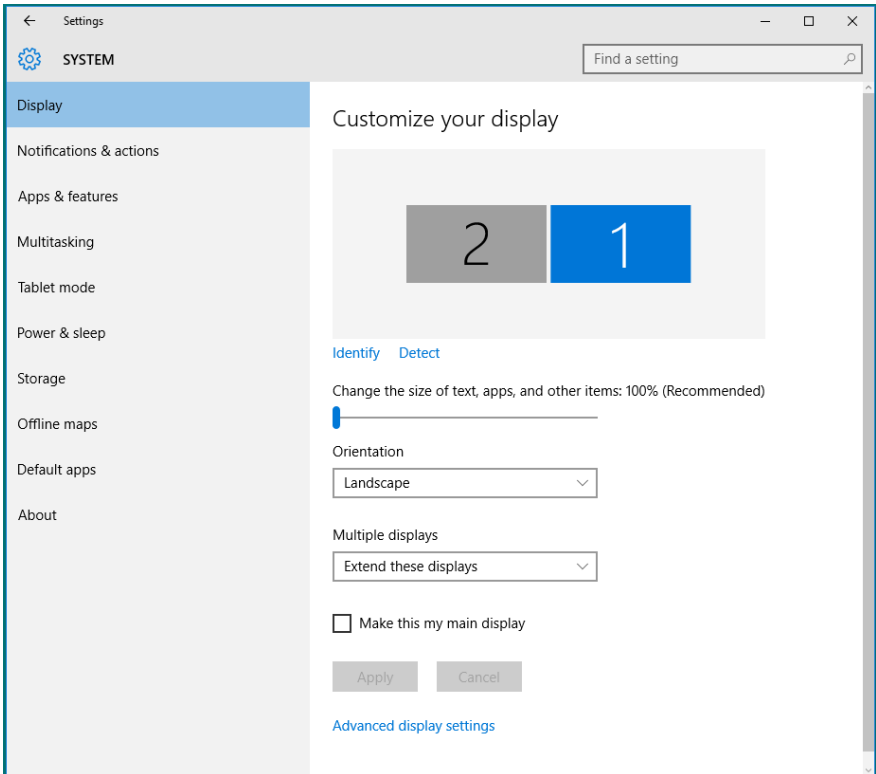 Settings
SYSTEM
Find a setting
Display
Notifications & actions
Apps & features
Multitasking
Tablet mode
Power & sleep
Storage
Offline maps
Default apps
About
Customize your display
2 1
Identify Detect
Change the size of text, apps, and other items: 100% (Recommended)
Orientation
Landscape
Multiple displays
Extend these displays
Make this my main display
Apply Cancel
Advanced display settings